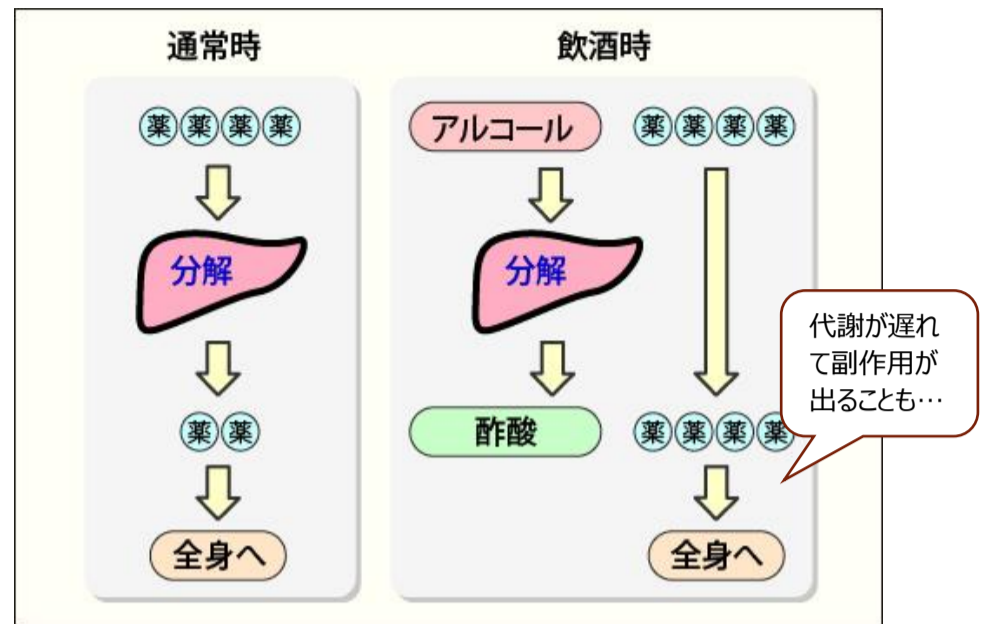 通常時
飲酒時
薬薬薬薬
アルコール
薬薬薬薬
分解
分解
代謝が遅れ
て副作用が
出ることも…
薬薬
酢酸
薬薬薬薬
全身へ
全身へ